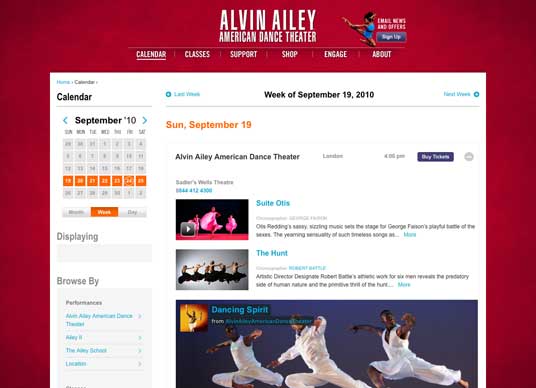 ALVIN AILEY
AMERICAN DANCE THEATER
EMAIL NEWS
AND OFFERS
Sign Up
CALENDAR CLASSES SUPPORT SHOP ENGAGE ABOUT
Home › Calendar ›
Calendar
Last Week
Week of September 19, 2010
Next Week
September '10
SUN MON TUE WED THU FRI SAT
29 30 31 1 2 3 4
5 6 7 8 9 10 11
12 13 14 15 16 17 18
19 20 21 22 23 24 25
26 27 28 29 30 1 2
Month Week Day
Displaying
Browse By
Performances
Alvin Ailey American Dance
Theater
Ailey II
The Ailey School
Location
Sun, September 19
Alvin Ailey American Dance Theater London 4:00 pm Buy Tickets
Sadler's Wells Theatre
0844 412 4300
Suite Otis
Choreographer: GEORGE FAISON
Otis Redding's sassy, sizzling music sets the stage for George Faison's playful battle of the
sexes. The yearning sensuality of such timeless songs as... More
The Hunt
Choreographer: ROBERT BATTLE
Artistic Director Designate Robert Battle's athletic work for six men reveals the predatory
side of human nature and the primitive thrill of the hunt.... More
Dancing Spirit
from AlvinAileyAmericanDanceTheater